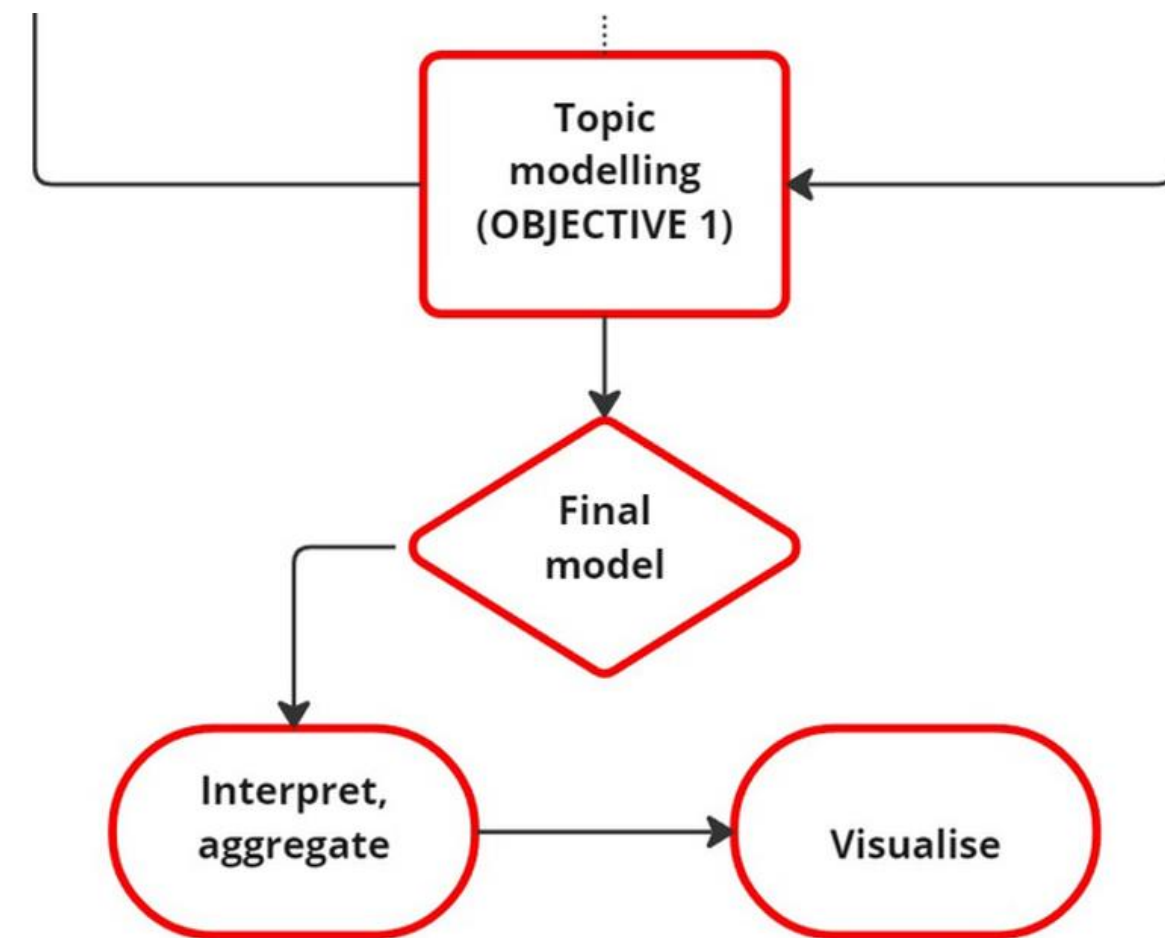 Topic
modelling
(OBJECTIVE 1)
Final
model
Interpret,
aggregate
Visualise